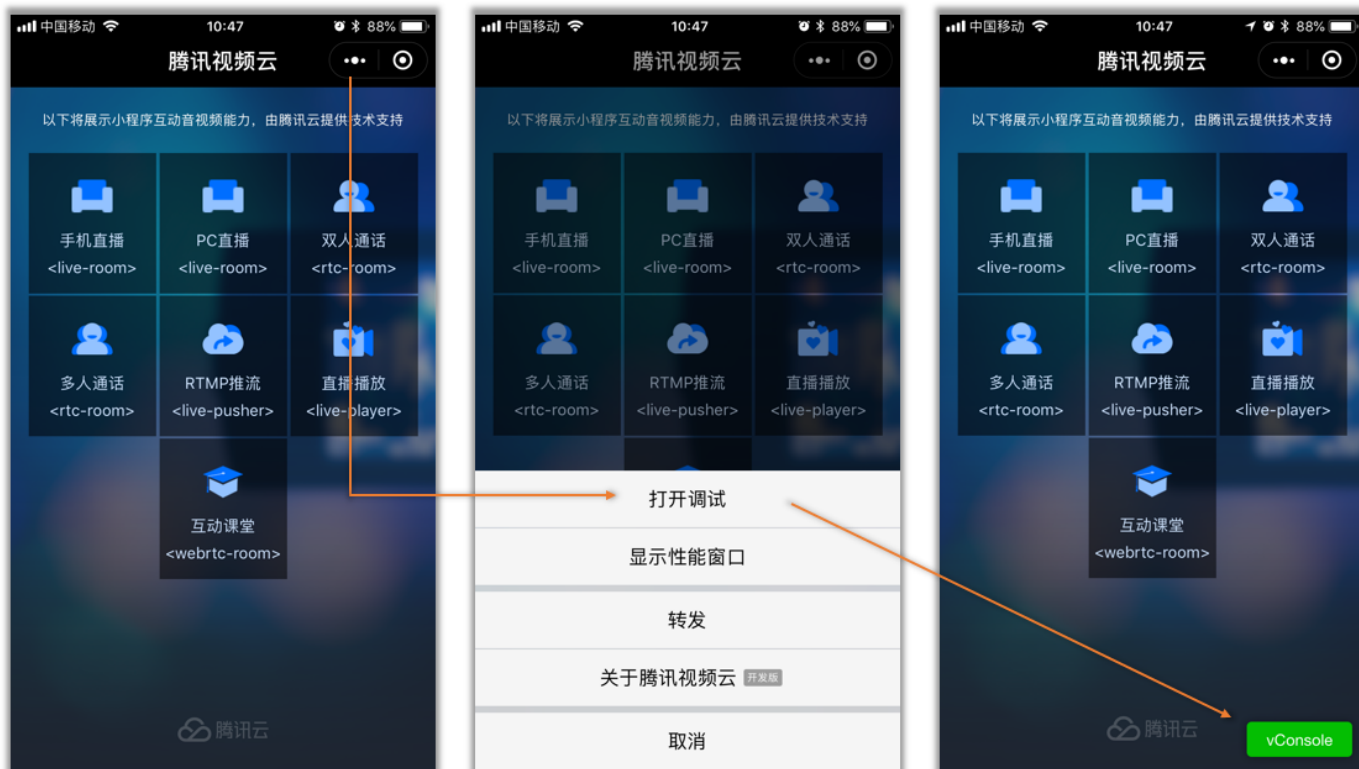 中国移动 10:47 88%
腾讯视频云
以下将展示小程序互动音视频能力，由腾讯云提供技术支持
手机直播 PC直播 双人通话
<live-room> <live-room> <rtc-room>
多人通话 RTMP推流 直播播放
<rtc-room> <live-pusher> <live-player>
互动课堂
<webrtc-room>
腾讯云
中国移动 10:47 88%
腾讯视频云
以下将展示小程序互动音视频能力，由腾讯云提供技术支持
手机直播 PC直播 双人通话
<live-room> <live-room> <rtc-room>
多人通话 RTMP推流 直播播放
<rtc-room> <live-pusher> <live-player>
打开调试
显示性能窗口
转发
关于腾讯视频云 开发版
取消
中国移动 10:47 88%
腾讯视频云
以下将展示小程序互动音视频能力，由腾讯云提供技术支持
手机直播 PC直播 双人通话
<live-room> <live-room> <rtc-room>
多人通话 RTMP推流 直播播放
<rtc-room> <live-pusher> <live-player>
互动课堂
<webrtc-room>
腾讯云
vConsole